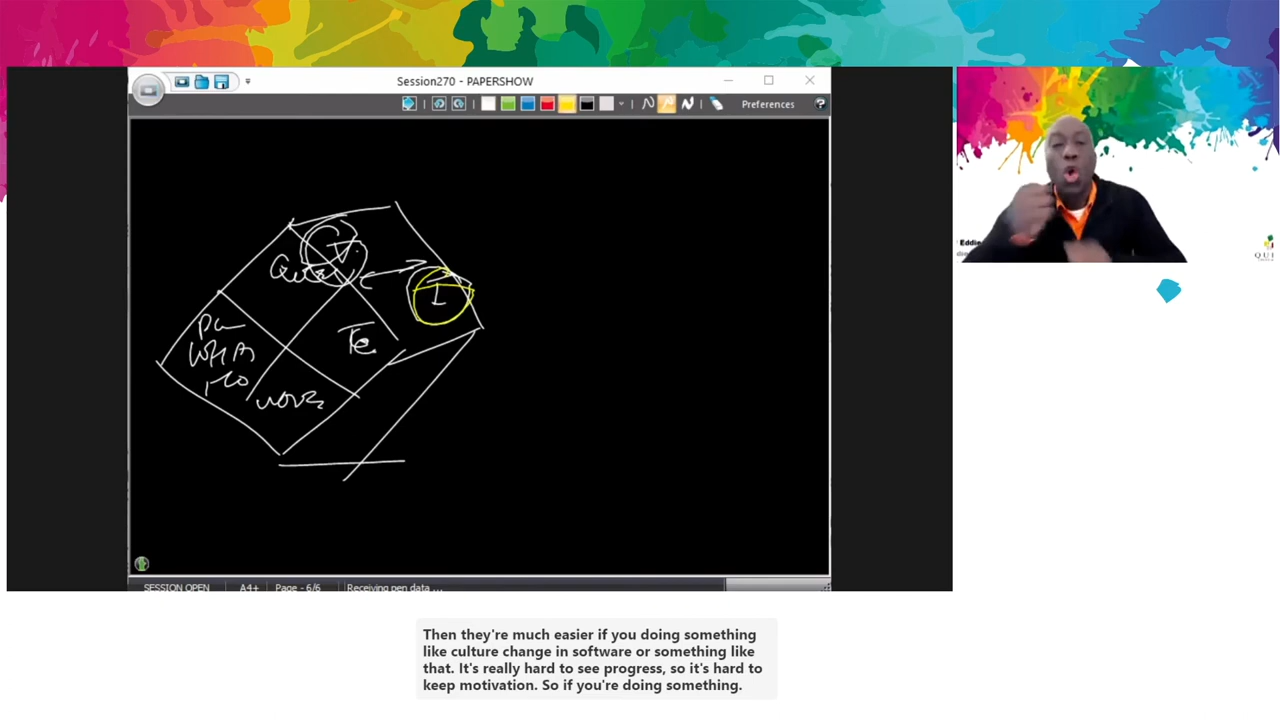 Session270 - PAPERSHOW
Preferences
?
Te
SESSION OPEN
A4+
Page - 6/6
Receiving pen data ...
Eddie
QUI
Then they're much easier if you doing something
like culture change in software or something like
that. It's really hard to see progress, so it's hard to
keep motivation. So if you're doing something.